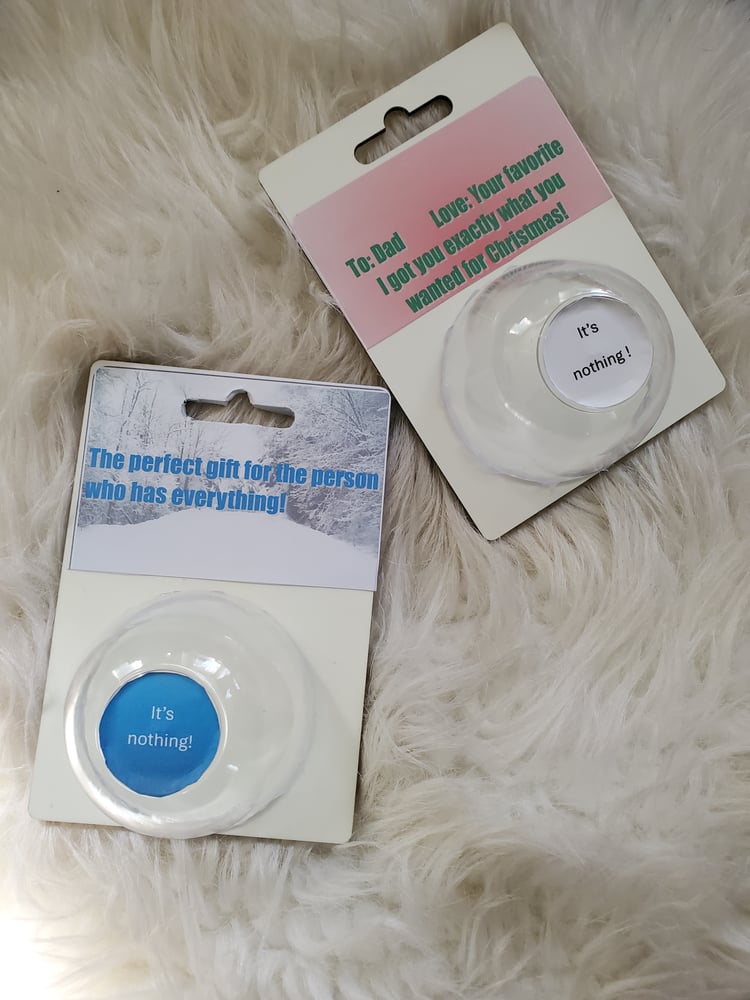 To: Dad Love: Your favorite
I got you exactly what you
wanted for Christmas!
It's
nothing !
The perfect gift for the person
who has everything!
It's
nothing!